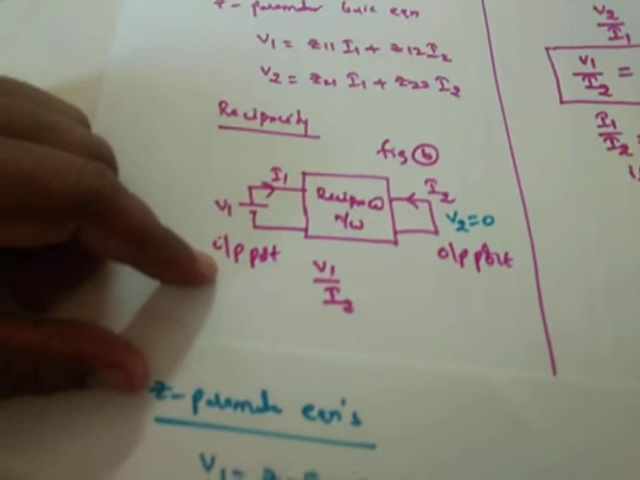 z - parameter basic eqn
V1 = Z11 I1 + Z12 I2
V2 = Z21 I1 + Z22 I2
Reciprocity
fig (b)
I1
I2
V1
Reciprocal
N/W
V2=0
i/p port
o/p port
V1
I2
z - parameter eqn's
V1 =
V2
I1
V1
I2
=
I1
I2
=